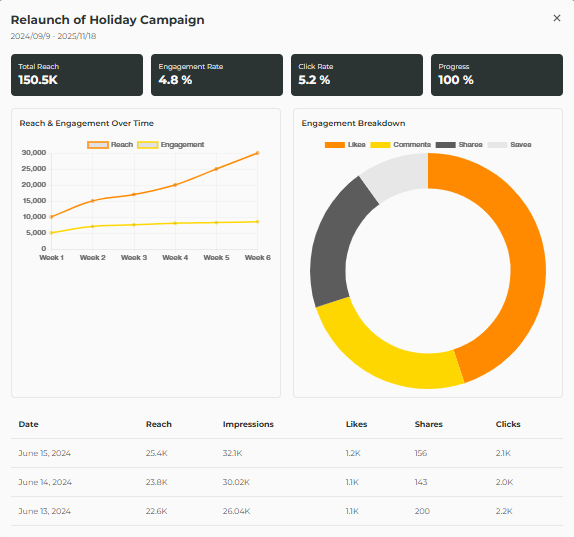 Relaunch of Holiday Campaign
2024/09/9 - 2025/11/18
Total Reach
150.5K
Engagement Rate
4.8 %
Click Rate
5.2 %
Progress
100 %
Reach & Engagement Over Time
Reach Engagement
30,000
25,000
20,000
15,000
10,000
5,000
0
Week 1 Week 2 Week 3 Week 4 Week 5 Week 6
Engagement Breakdown
Likes Comments Shares Saves
Date Reach Impressions Likes Shares Clicks
June 15, 2024 25.4K 32.1K 1.2K 156 2.1K
June 14, 2024 23.8K 30.02K 1.1K 143 2.0K
June 13, 2024 22.6K 26.04K 1.1K 200 2.2K